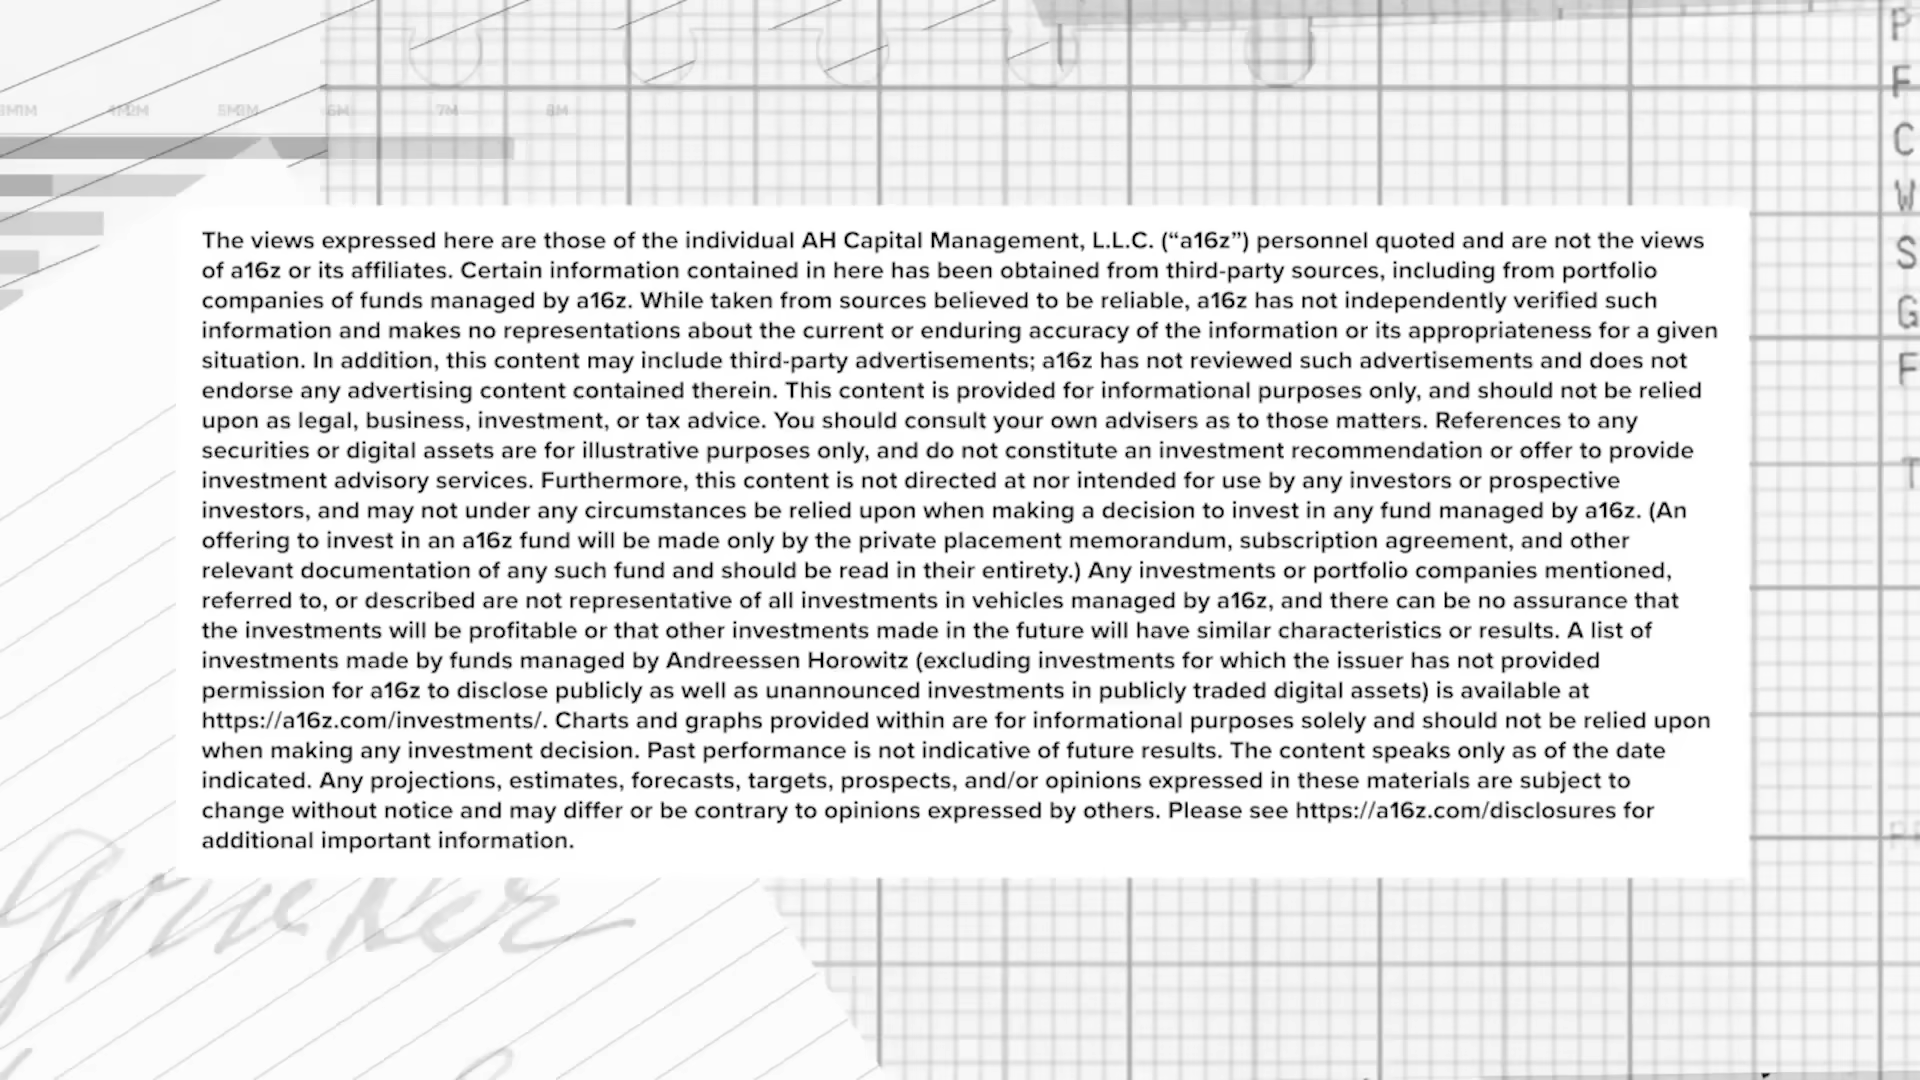 The views expressed here are those of the individual AH Capital Management, L.L.C. (“a16z”) personnel quoted and are not the views
of a16z or its affiliates. Certain information contained in here has been obtained from third-party sources, including from portfolio
companies of funds managed by a16z. While taken from sources believed to be reliable, a16z has not independently verified such
information and makes no representations about the current or enduring accuracy of the information or its appropriateness for a given
situation. In addition, this content may include third-party advertisements; a16z has not reviewed such advertisements and does not
endorse any advertising content contained therein. This content is provided for informational purposes only, and should not be relied
upon as legal, business, investment, or tax advice. You should consult your own advisers as to those matters. References to any
securities or digital assets are for illustrative purposes only, and do not constitute an investment recommendation or offer to provide
investment advisory services. Furthermore, this content is not directed at nor intended for use by any investors or prospective
investors, and may not under any circumstances be relied upon when making a decision to invest in any fund managed by a16z. (An
offering to invest in an a16z fund will be made only by the private placement memorandum, subscription agreement, and other
relevant documentation of any such fund and should be read in their entirety.) Any investments or portfolio companies mentioned,
referred to, or described are not representative of all investments in vehicles managed by a16z, and there can be no assurance that
the investments will be profitable or that other investments made in the future will have similar characteristics or results. A list of
investments made by funds managed by Andreessen Horowitz (excluding investments for which the issuer has not provided
permission for a16z to disclose publicly as well as unannounced investments in publicly traded digital assets) is available at
https://a16z.com/investments/. Charts and graphs provided within are for informational purposes solely and should not be relied upon
when making any investment decision. Past performance is not indicative of future results. The content speaks only as of the date
indicated. Any projections, estimates, forecasts, targets, prospects, and/or opinions expressed in these materials are subject to
change without notice and may differ or be contrary to opinions expressed by others. Please see https://a16z.com/disclosures for
additional important information.
6M 7M 8M
P
F
C
W
S
G
F
T